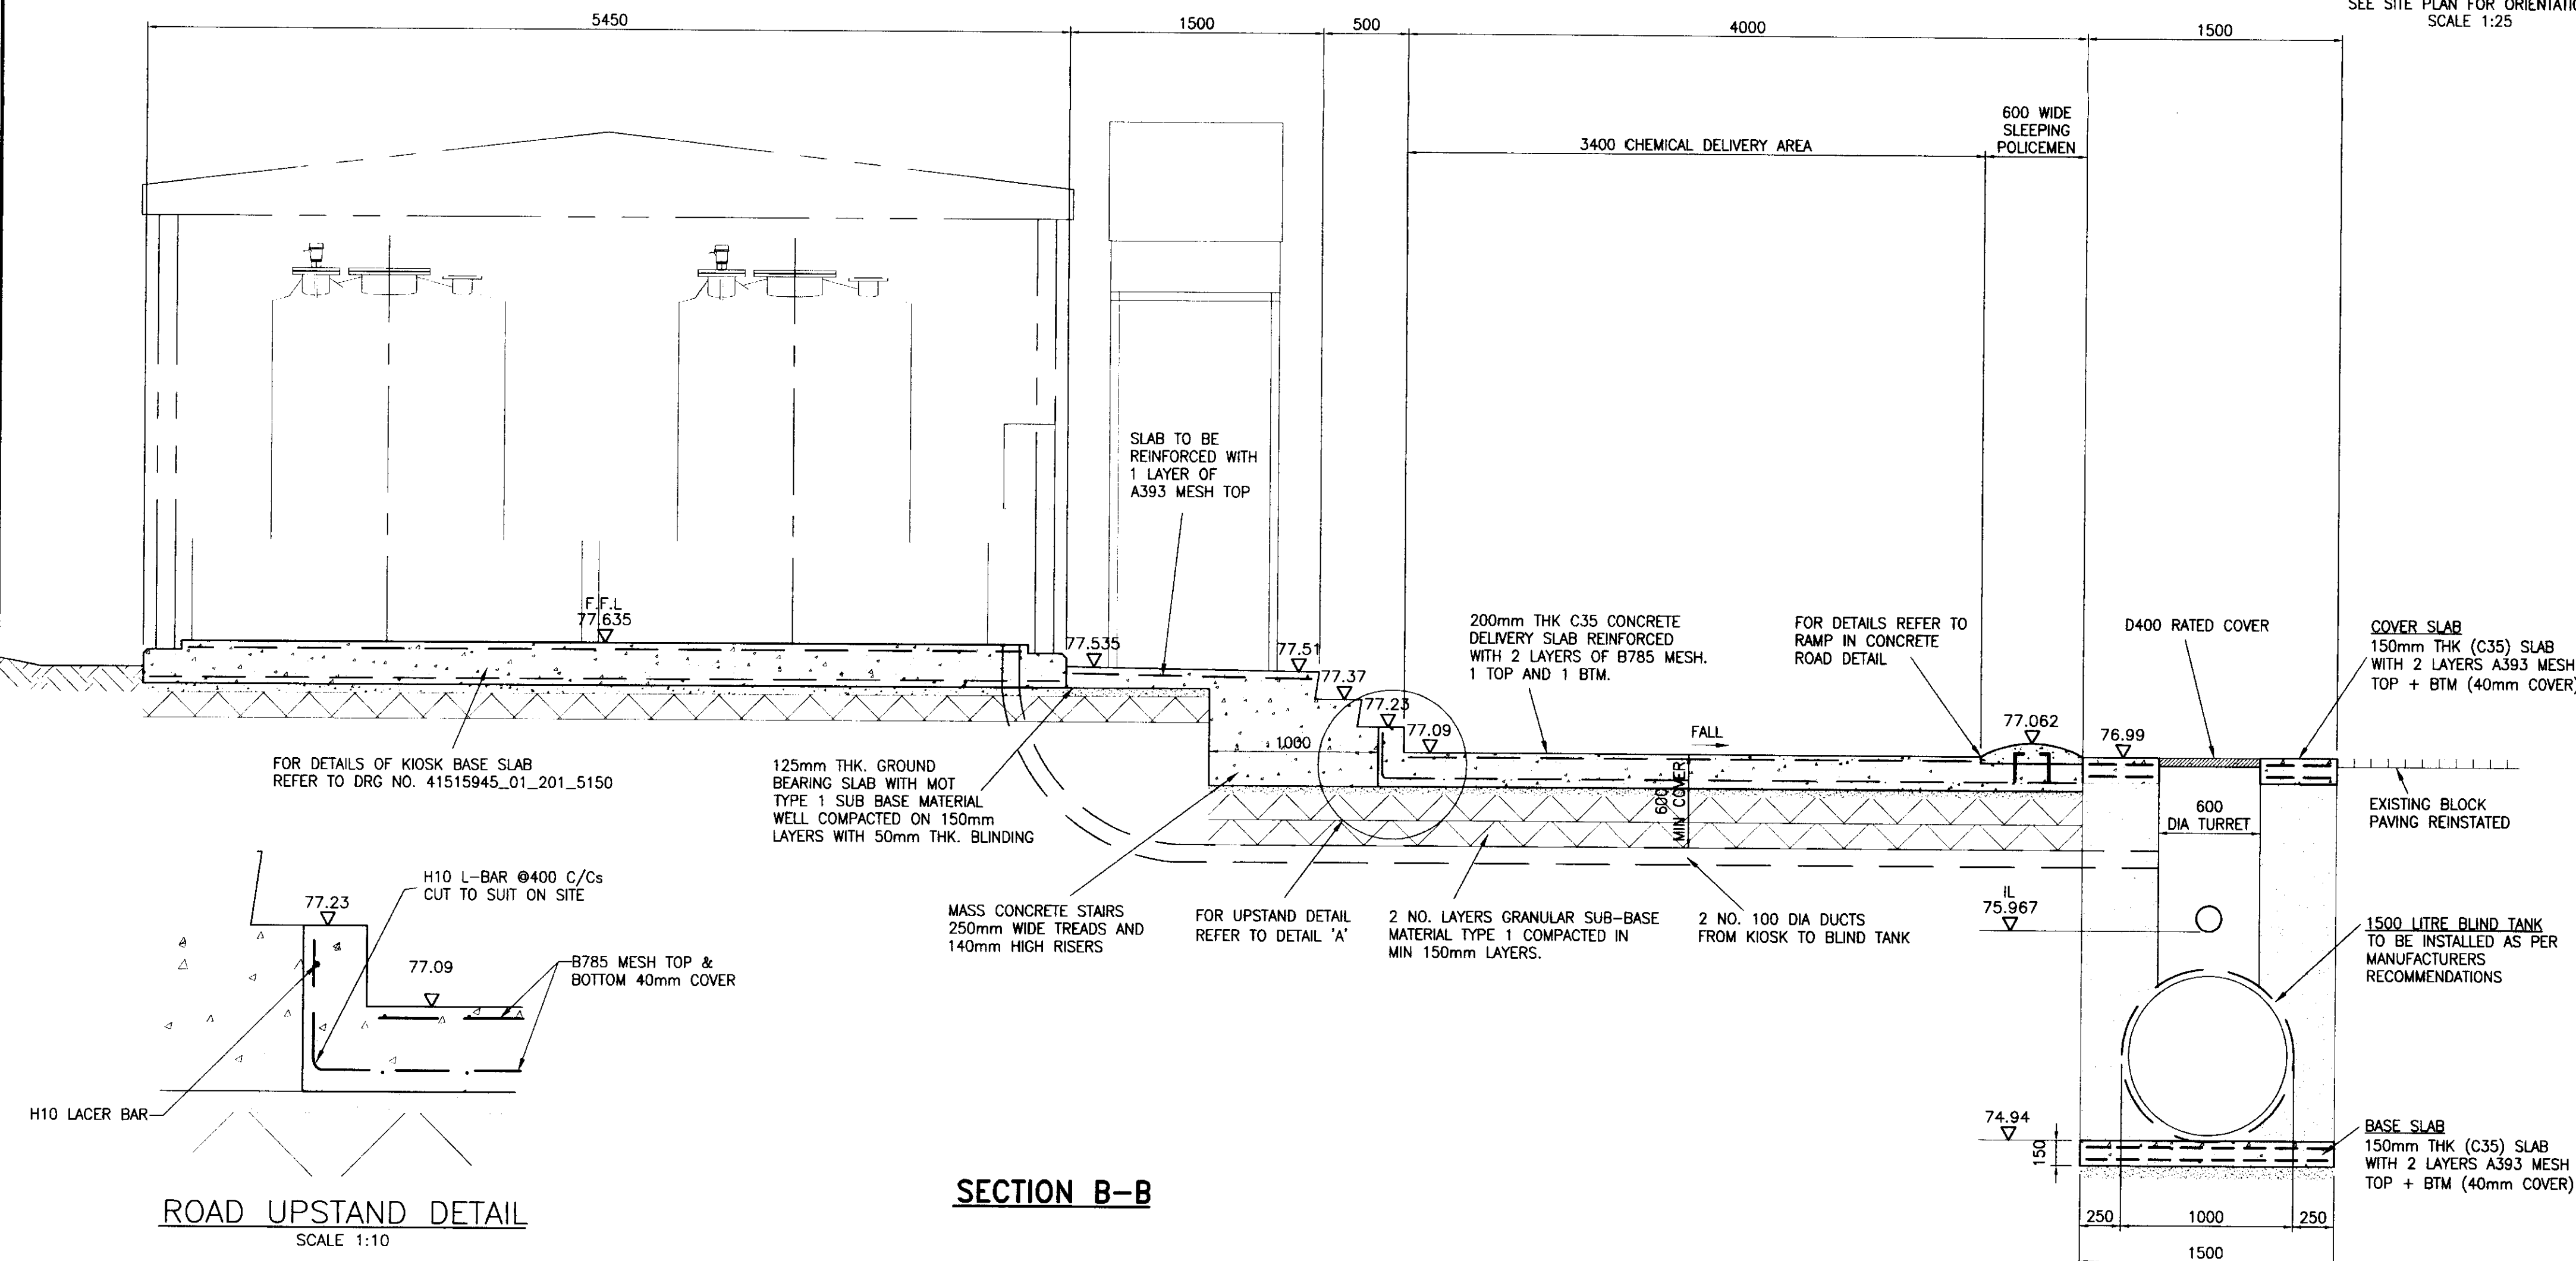 SEE SITE PLAN FOR
SCALE 1:25
5450
1500
500
4000
1500
600 WIDE
SLEEPING
POLICEMEN
3400 CHEMICAL DELIVERY AREA
SLAB TO BE
REINFORCED WITH
1 LAYER OF
A393 MESH TOP
F.F.L
77.635
77.535
77.51
77.37
77.23
77.09
200mm THK C35 CONCRETE
DELIVERY SLAB REINFORCED
WITH 2 LAYERS OF B785 MESH.
1 TOP AND 1 BTM.
FOR DETAILS REFER TO
RAMP IN CONCRETE
ROAD DETAIL
D400 RATED COVER
COVER SLAB
150mm THK (C35) SLAB
WITH 2 LAYERS A393 MESH
TOP + BTM (40mm COVER)
FALL
77.062
76.99
1,000
600
MIN COVER
600
DIA TURRET
EXISTING BLOCK
PAVING REINSTATED
FOR DETAILS OF KIOSK BASE SLAB
REFER TO DRG NO. 41515945_01_201_5150
125mm THK. GROUND
BEARING SLAB WITH MOT
TYPE 1 SUB BASE MATERIAL
WELL COMPACTED ON 150mm
LAYERS WITH 50mm THK. BLINDING
MASS CONCRETE STAIRS
250mm WIDE TREADS AND
140mm HIGH RISERS
FOR UPSTAND DETAIL
REFER TO DETAIL 'A'
2 NO. LAYERS GRANULAR SUB-BASE
MATERIAL TYPE 1 COMPACTED IN
MIN 150mm LAYERS.
2 NO. 100 DIA DUCTS
FROM KIOSK TO BLIND TANK
IL
75.967
1500 LITRE BLIND TANK
TO BE INSTALLED AS PER
MANUFACTURERS
RECOMMENDATIONS
H10 L-BAR @400 C/Cs
CUT TO SUIT ON SITE
77.23
77.09
B785 MESH TOP &
BOTTOM 40mm COVER
H10 LACER BAR
74.94
150
BASE SLAB
150mm THK (C35) SLAB
WITH 2 LAYERS A393 MESH
TOP + BTM (40mm COVER)
250
1000
250
1500
SECTION B-B
ROAD UPSTAND DETAIL
SCALE 1:10